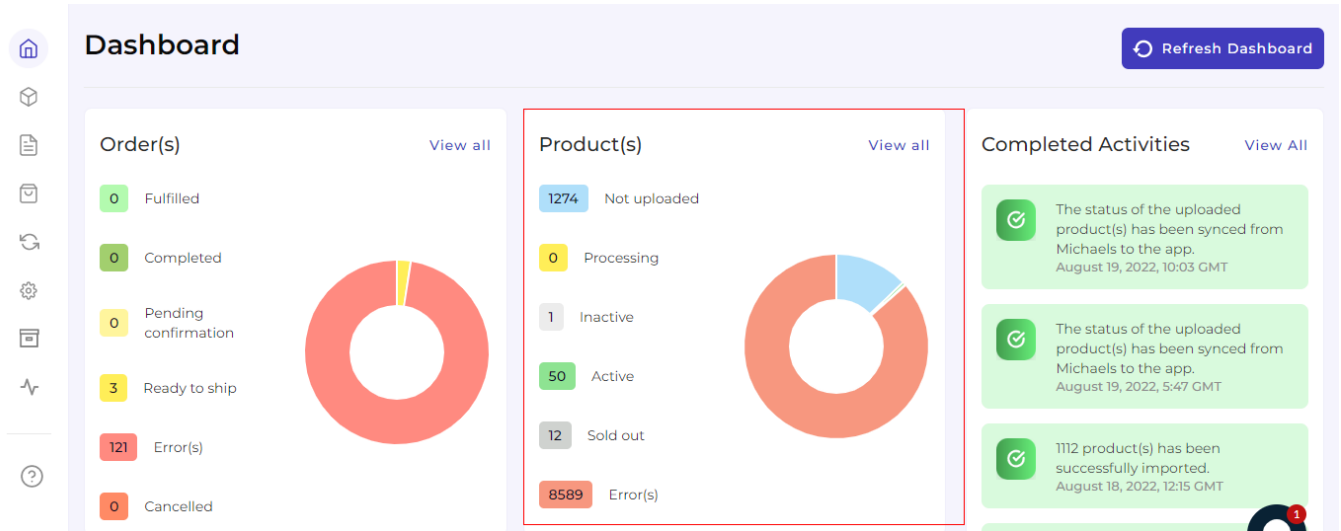 Dashboard
Refresh Dashboard
Order(s)
View all
0 Fulfilled
0 Completed
0 Pending
confirmation
3 Ready to ship
121 Error(s)
0 Cancelled
Product(s)
View all
1274 Not uploaded
0 Processing
1 Inactive
50 Active
12 Sold out
8589 Error(s)
Completed Activities
View All
The status of the uploaded
product(s) has been synced from
Michaels to the app.
August 19, 2022, 10:03 GMT
The status of the uploaded
product(s) has been synced from
Michaels to the app.
August 19, 2022, 5:47 GMT
1112 product(s) has been
successfully imported.
August 18, 2022, 12:15 GMT
1